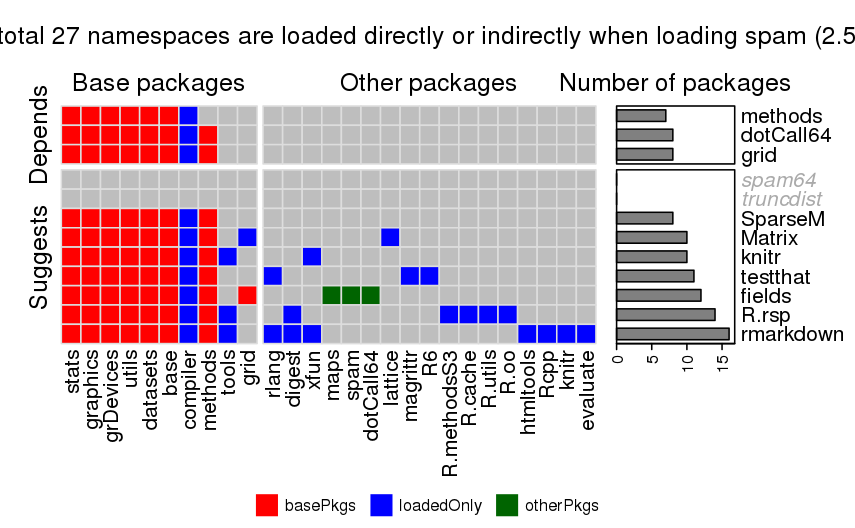 total 27 namespaces are loaded directly or indirectly when loading spam (2.5
Base packages
Other packages
Number of packages
Depends
Suggests
methods
dotCall64
grid
spam64
truncdist
SparseM
Matrix
knitr
testthat
fields
R.rsp
rmarkdown
0
5
10
15
stats
graphics
grDevices
utils
datasets
base
compiler
methods
tools
grid
rlang
digest
xfun
maps
spam
dotCall64
lattice
magrittr
R6
R.methodsS3
R.cache
R.utils
R.oo
htmltools
Rcpp
knitr
evaluate
basePkgs
loadedOnly
otherPkgs